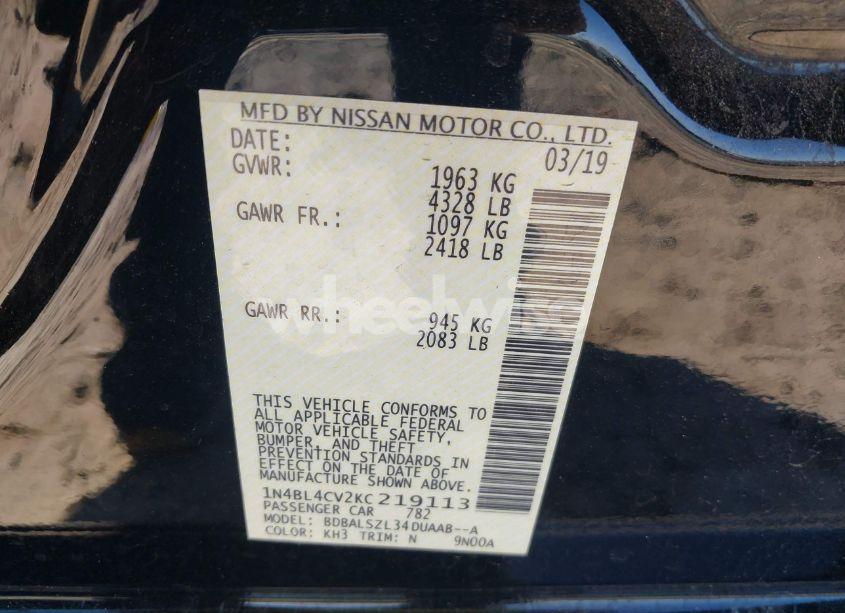 MFD BY NISSAN MOTOR CO., LTD.
DATE: 03/19
GVWR: 1963 KG
4328 LB
GAWR FR.: 1097 KG
2418 LB
wheelwise
GAWR RR.: 945 KG
2083 LB
THIS VEHICLE CONFORMS TO
ALL APPLICABLE FEDERAL
MOTOR VEHICLE SAFETY,
BUMPER, AND THEFT
PREVENTION STANDARDS IN
EFFECT ON THE DATE OF
MANUFACTURE SHOWN ABOVE.
1N4BL4CV2KC219113
PASSENGER CAR 782
MODEL: BDBALSZL34DUAAB--A
COLOR: KH3 TRIM: N 9N00A